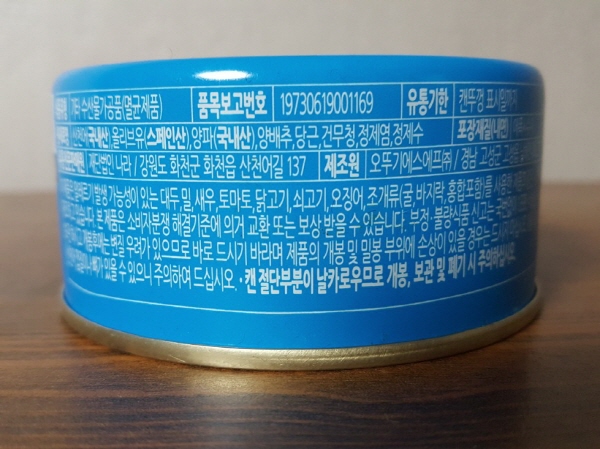 기타 수산물가공품(멸균제품) 품목보고번호 19730619001169 유통기한 캔뚜껑 표시일까지
(국내산), 올리브유(스페인산), 양파(국내산), 양배추, 당근, 건무청, 정제염, 정제수 포장재질(내면)
재단법인 나라 / 강원도 화천군 화천읍 산천어길 137 제조원 오뚜기에스에프㈜ / 경남 고성군
발생 가능성이 있는 대두, 밀, 새우, 토마토, 닭고기, 쇠고기, 오징어, 조개류(굴, 바지락, 홍합 포함)를 사용한
본 제품은 소비자분쟁 해결기준에 의거 교환 또는 보상 받을 수 있습니다. 부정·불량식품 신고는 국번없이
변질 우려가 있으므로 바로 드시기 바라며 제품의 개봉 및 밀봉 부위에 손상이 있을 경우는 드시지
뼈가 있을 수 있으니 주의하여 드십시오. · 캔 절단부분이 날카로우므로 개봉, 보관 및 폐기 시 주의하십시오.